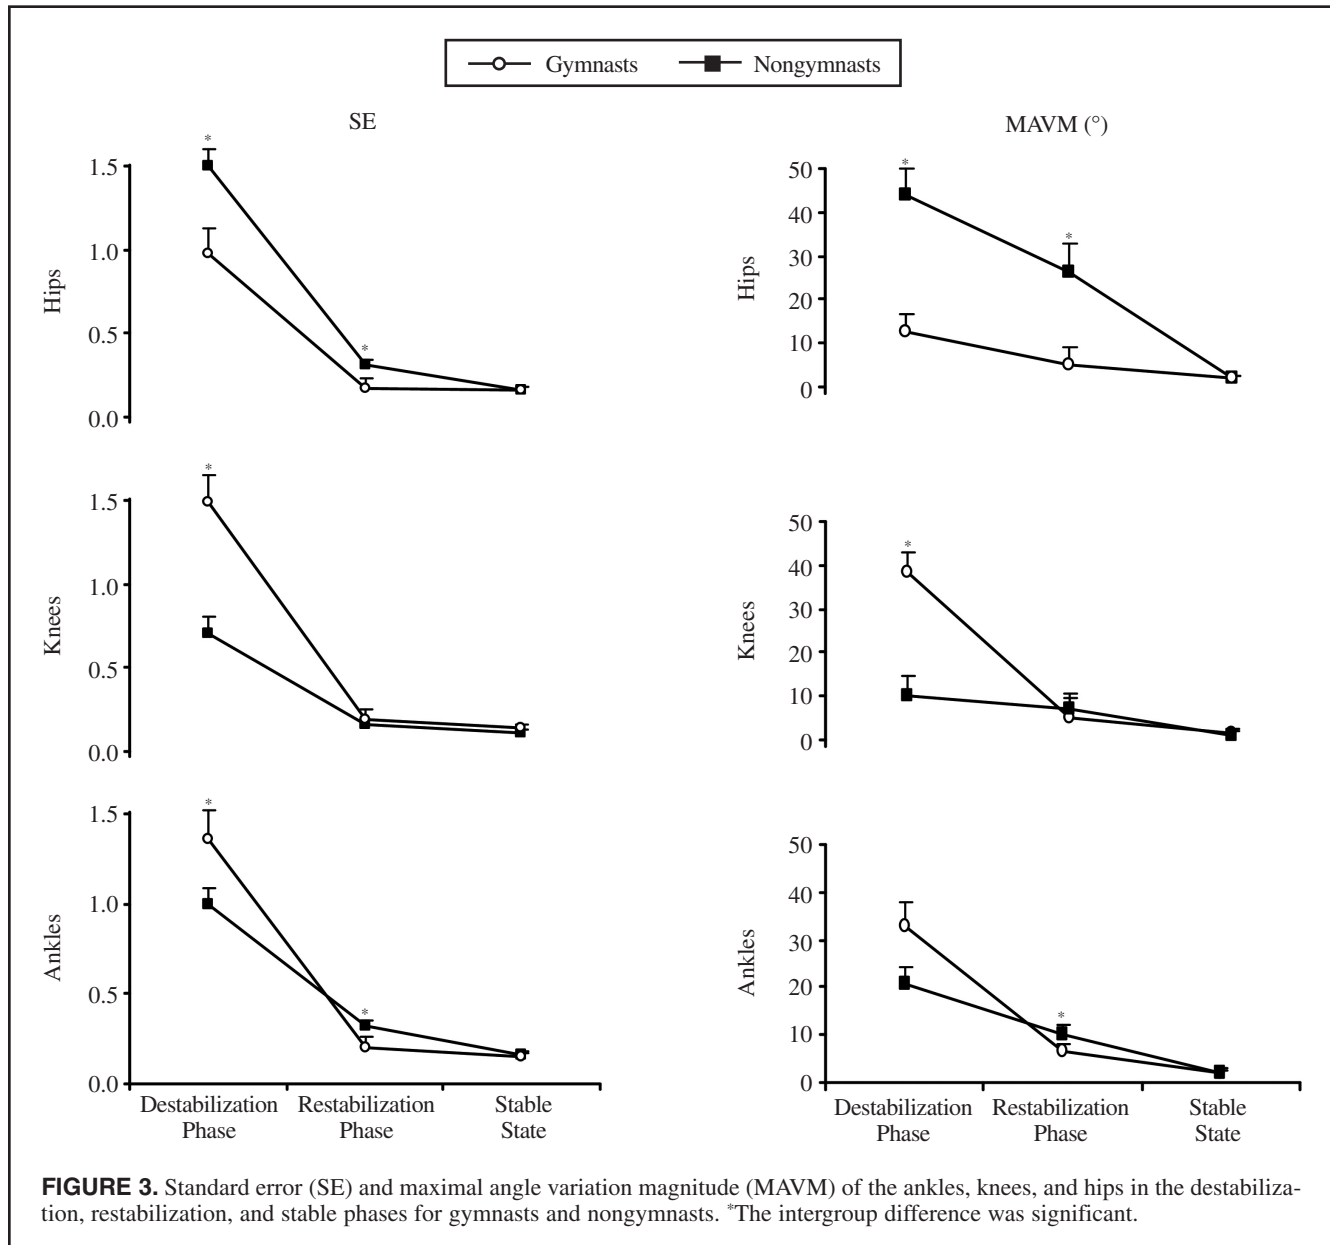 Gymnasts Nongymnasts
SE
*
1.5
1.0
0.5
0.0
Hips
*
MAVM (°)
*
50
40
30
20
10
0
Hips
*
*
1.5
1.0
0.5
0.0
Knees
50
40
30
20
10
0
Knees
*
*
1.5
1.0
0.5
0.0
Ankles
*
50
40
30
20
10
0
Ankles
*
Destabilization Restabilization Stable
Phase Phase State
Destabilization Restabilization Stable
Phase Phase State
FIGURE 3. Standard error (SE) and maximal angle variation magnitude (MAVM) of the ankles, knees, and hips in the destabiliza-
tion, restabilization, and stable phases for gymnasts and nongymnasts. *The intergroup difference was significant.